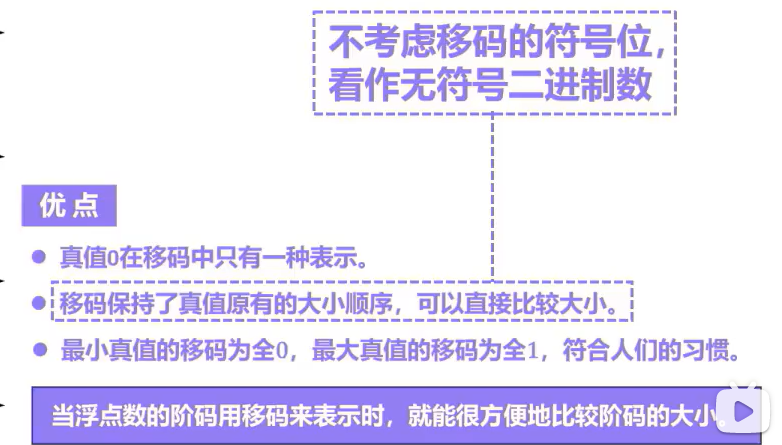 不考虑移码的符号位，
看作无符号二进制数
优点
真值0在移码中只有一种表示。
移码保持了真值原有的大小顺序，可以直接比较大小。
最小真值的移码为全0，最大真值的移码为全1，符合人们的习惯。
当浮点数的阶码用移码来表示时，就能很方便地比较阶码的大小。